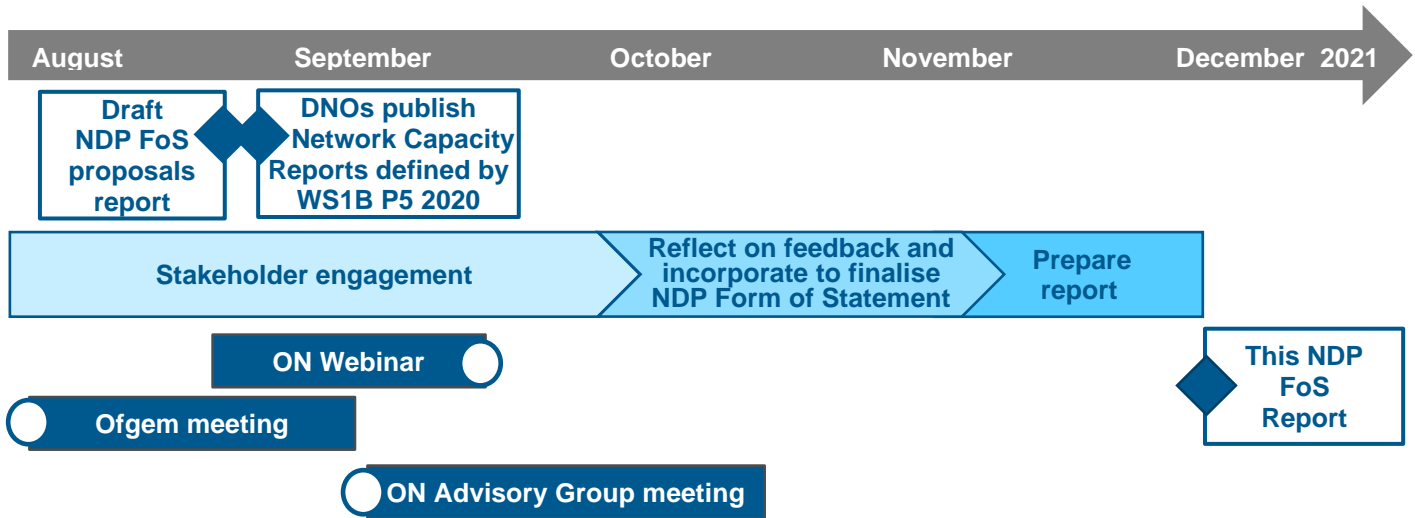 August September October November December 2021
Draft
NDP FoS
proposals
report
DNOs publish
Network Capacity
Reports defined by
WS1B P5 2020
Stakeholder engagement
Reflect on feedback and
incorporate to finalise
NDP Form of Statement
Prepare
report
ON Webinar
This NDP
FoS
Report
Ofgem meeting
ON Advisory Group meeting